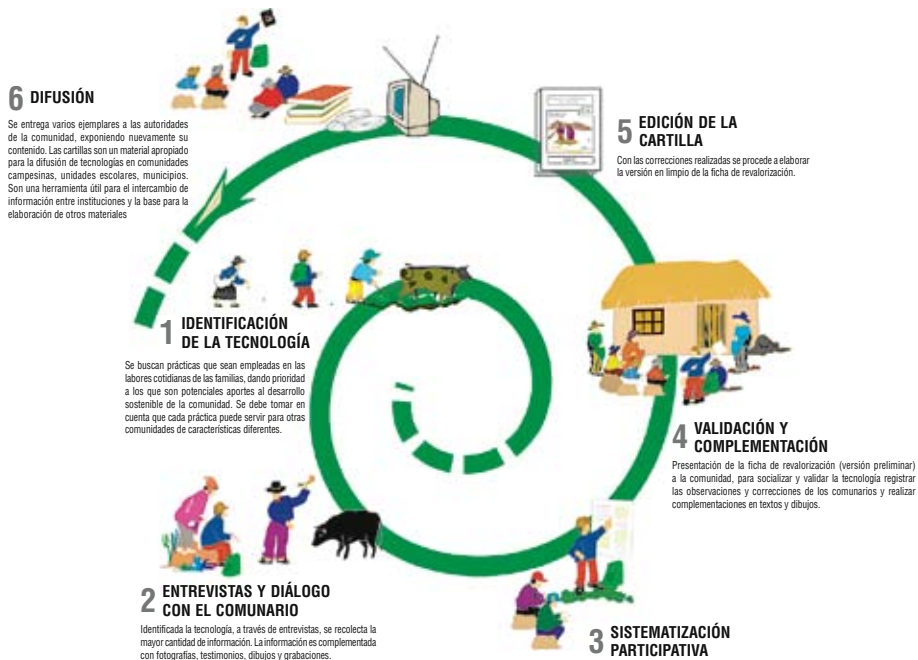 6 DIFUSIÓN
Se entrega varios ejemplares a las autoridades
de la comunidad, exponiendo nuevamente su
contenido. Las cartillas son un material apropiado
para la difusión de tecnologías en comunidades
campesinas, unidades escolares, municipios.
Son una herramienta útil para el intercambio de
información entre instituciones y la base para la
elaboración de otros materiales
5 EDICIÓN DE LA
CARTILLA
Con las correcciones realizadas se procede a elaborar
la versión en limpio de la ficha de revalorización.
1 IDENTIFICACIÓN
DE LA TECNOLOGÍA
Se buscan prácticas que sean empleadas en las
labores cotidianas de las familias, dando prioridad
a los que son potenciales aportes al desarrollo
sostenible de la comunidad. Se debe tomar en
cuenta que cada práctica puede servir para otras
comunidades de características diferentes.
4 VALIDACIÓN Y
COMPLEMENTACIÓN
Presentación de la ficha de revalorización (versión preliminar)
a la comunidad, para socializar y validar la tecnología registrar
las observaciones y correcciones de los comunarios y realizar
complementaciones en textos y dibujos.
2 ENTREVISTAS Y DIÁLOGO
CON EL COMUNARIO
Identificada la tecnología, a través de entrevistas, se recolecta la
mayor cantidad de información. La información es complementada
con fotografías, testimonios, dibujos y grabaciones.
3 SISTEMATIZACIÓN
PARTICIPATIVA